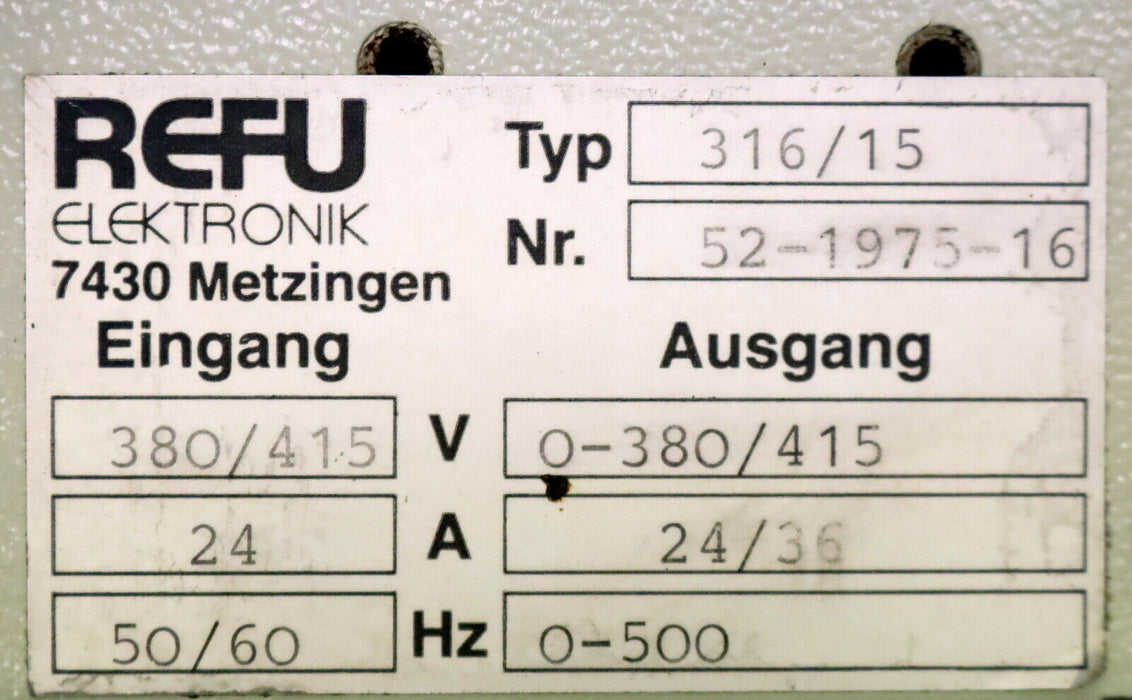 REFU
ELEKTRONIK
7430 Metzingen
Typ 316/15
Nr. 52-1975-16
Eingang Ausgang
380/415 V 0-380/415
24 A 24/36
50/60 Hz 0-500